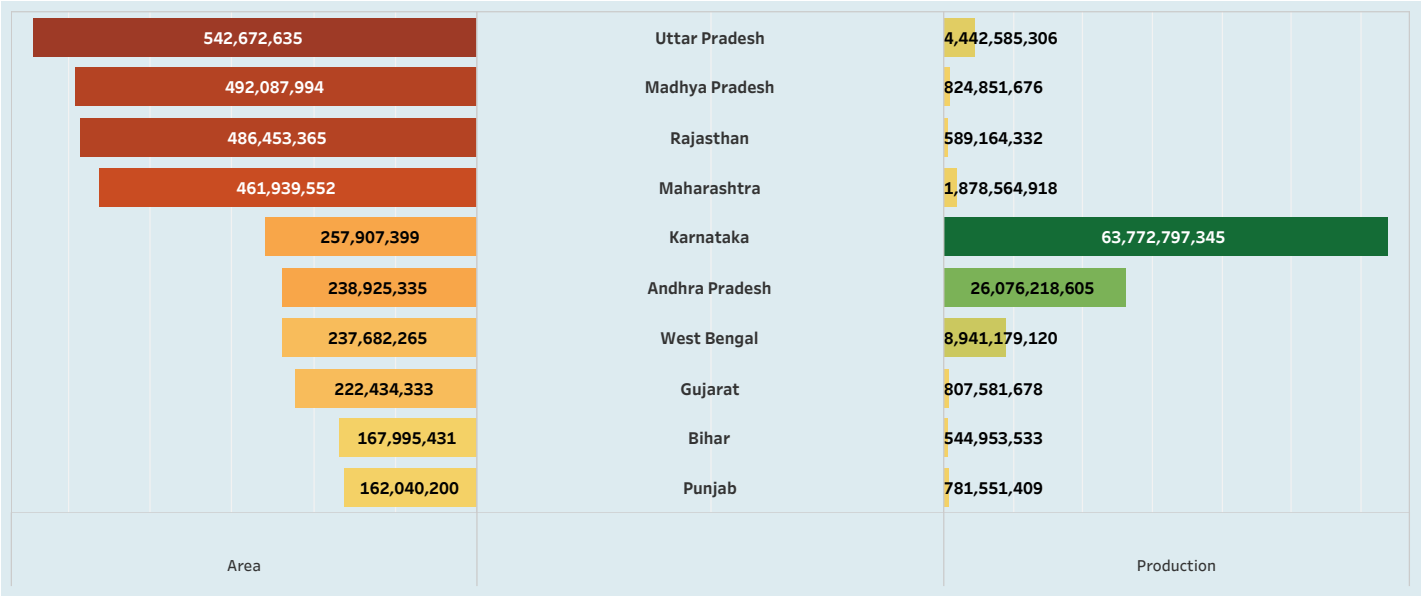 542,672,635 Uttar Pradesh 4,442,585,306
492,087,994 Madhya Pradesh 824,851,676
486,453,365 Rajasthan 589,164,332
461,939,552 Maharashtra 1,878,564,918
257,907,399 Karnataka 63,772,797,345
238,925,335 Andhra Pradesh 26,076,218,605
237,682,265 West Bengal 8,941,179,120
222,434,333 Gujarat 807,581,678
167,995,431 Bihar 544,953,533
162,040,200 Punjab 781,551,409
Area Production